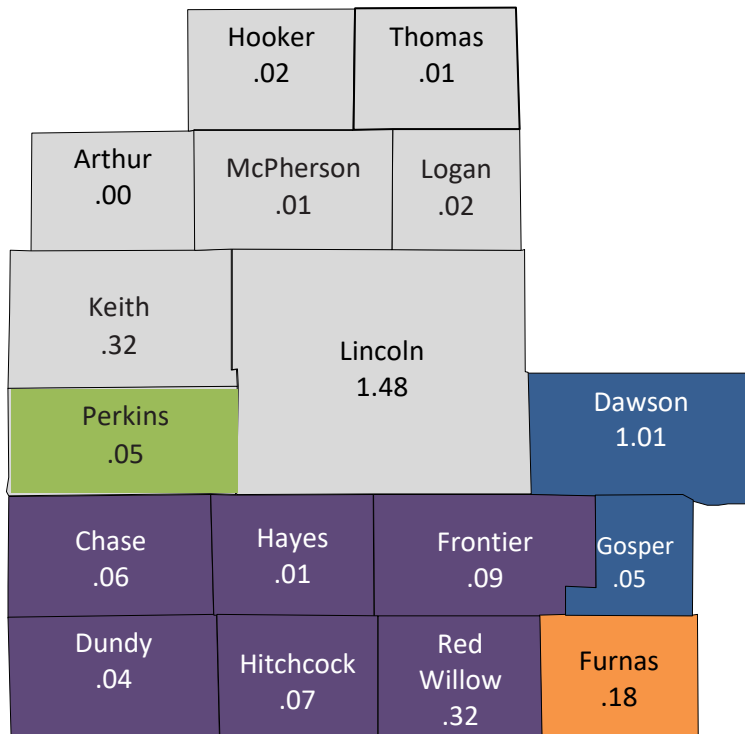 Hooker
.02
Thomas
.01
Arthur
.00
McPherson
.01
Logan
.02
Keith
.32
Lincoln
1.48
Perkins
.05
Dawson
1.01
Chase
.06
Hayes
.01
Frontier
.09
Gosper
.05
Dundy
.04
Hitchcock
.07
Red
Willow
.32
Furnas
.18